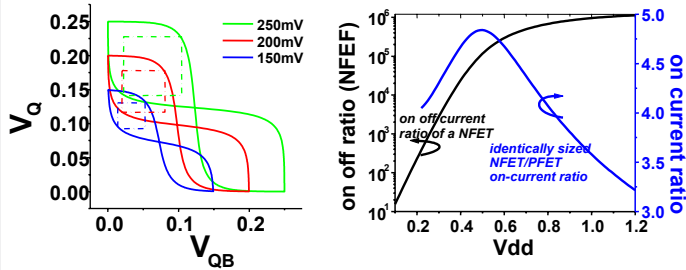 0.25
0.20
0.15
0.10
0.05
0.00
V_Q
0.0
0.1
0.2
V_QB
250mV
200mV
150mV
on off ratio (NFEF)
10^6
10^5
10^4
10^3
10^2
10^1
on off current
ratio of a NFET
identically sized
NFET/PFET
on-current ratio
0.2
0.4
0.6
0.8
1.0
1.2
Vdd
5.0
4.5
4.0
3.5
3.0
on current ratio